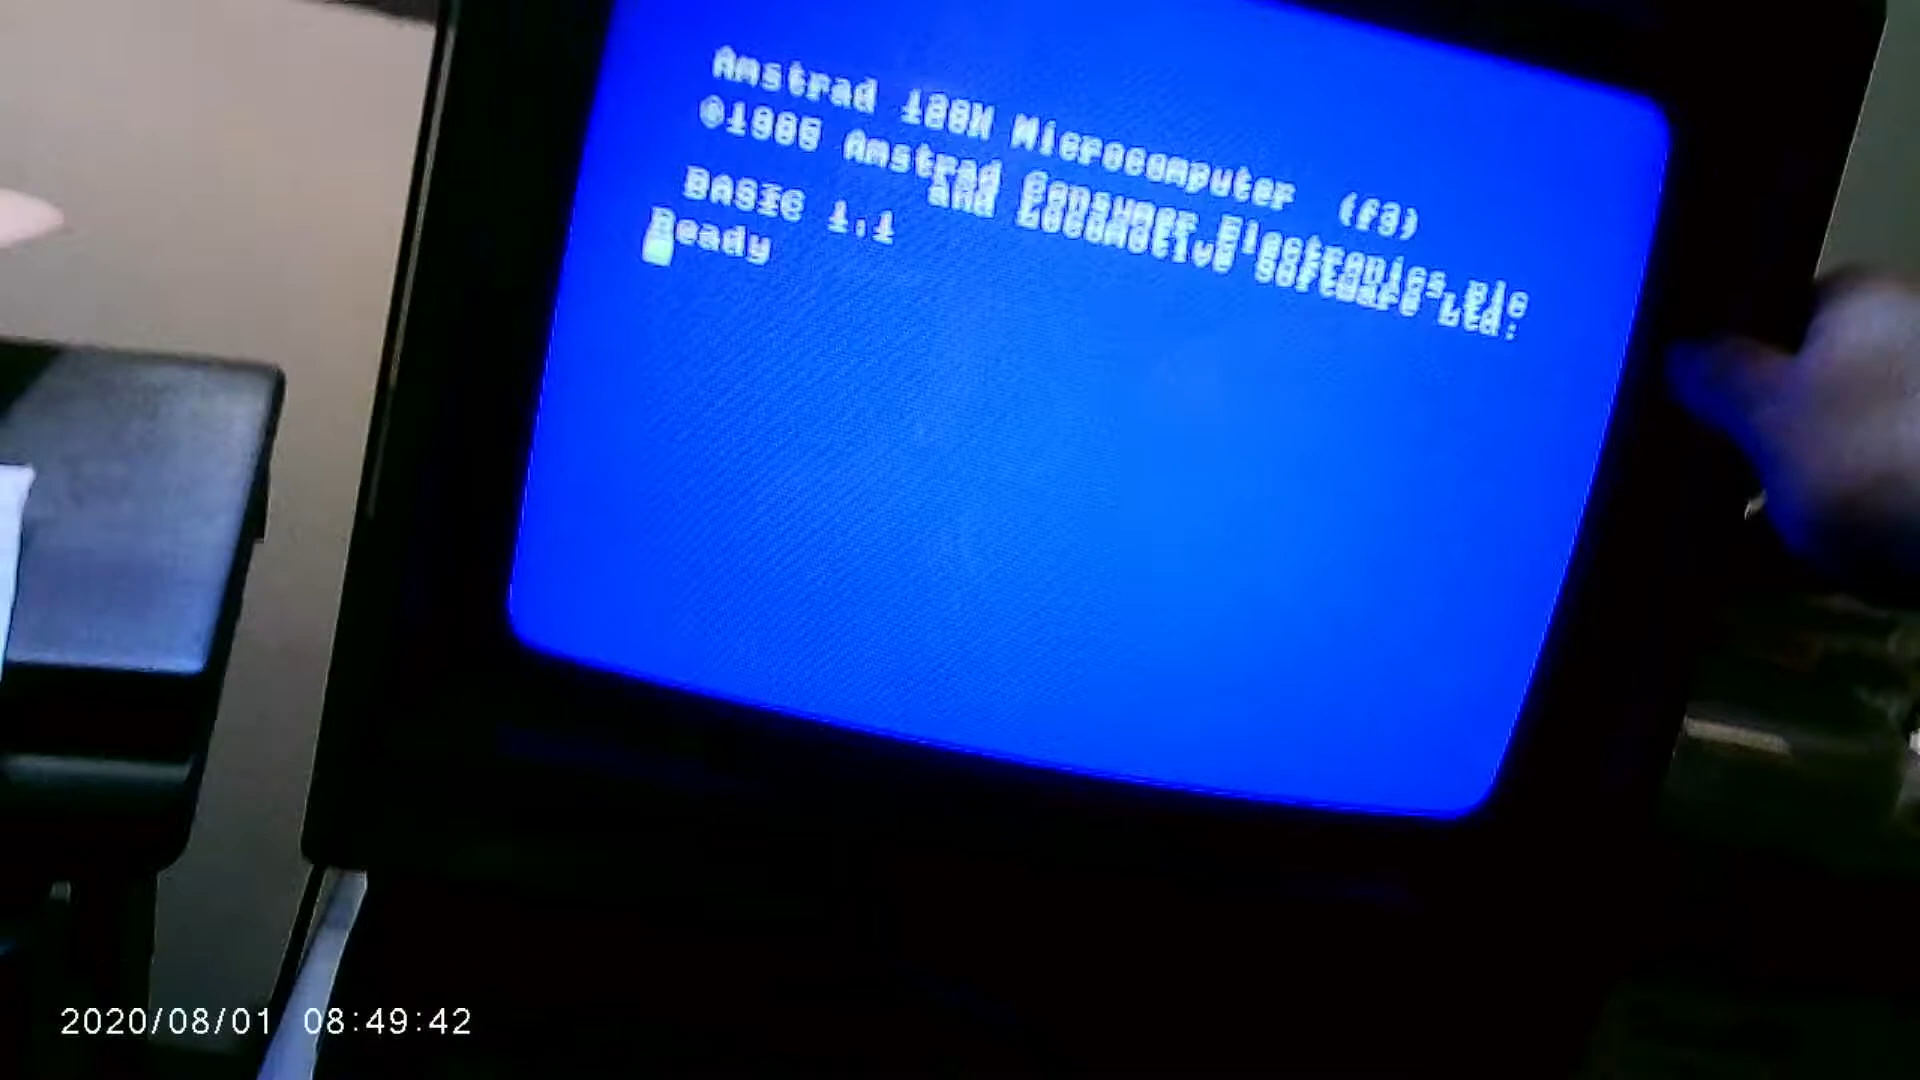 Amstrad 128K Microcomputer (f3)
©1985 Amstrad Consumer Electronics plc
and Locomotive Software Ltd.
BASIC 1.1
Ready
2020/08/01 08:49:42